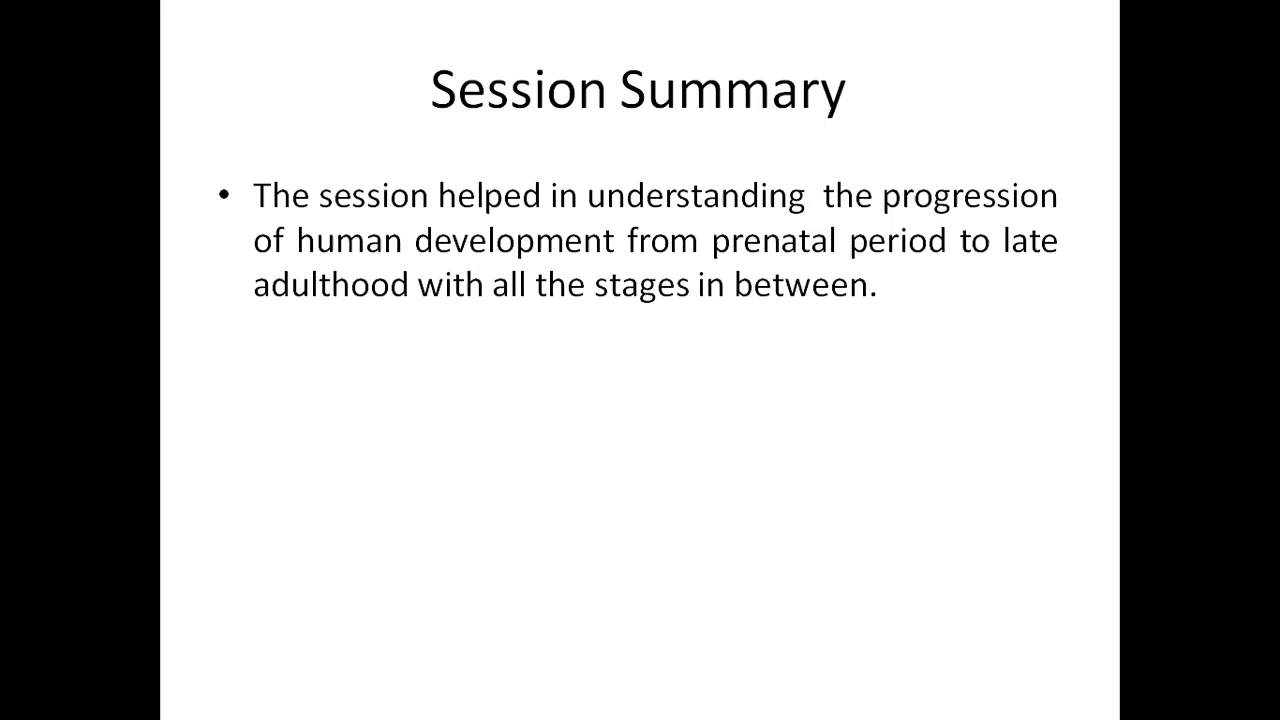 Session Summary
• The session helped in understanding  the progression
of human development from prenatal period to late
adulthood with all the stages in between.